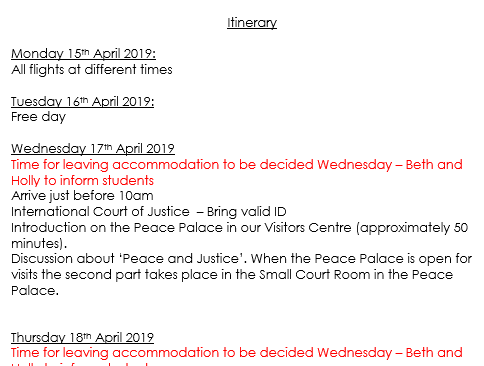 Itinerary
Monday 15th April 2019:
All flights at different times
Tuesday 16th April 2019:
Free day
Wednesday 17th April 2019
Time for leaving accommodation to be decided Wednesday – Beth and
Holly to inform students
Arrive just before 10am
International Court of Justice  – Bring valid ID
Introduction on the Peace Palace in our Visitors Centre (approximately 50
minutes).
Discussion about ‘Peace and Justice’. When the Peace Palace is open for
visits the second part takes place in the Small Court Room in the Peace
Palace.
Thursday 18th April 2019
Time for leaving accommodation to be decided Wednesday – Beth and
Holly to inform students